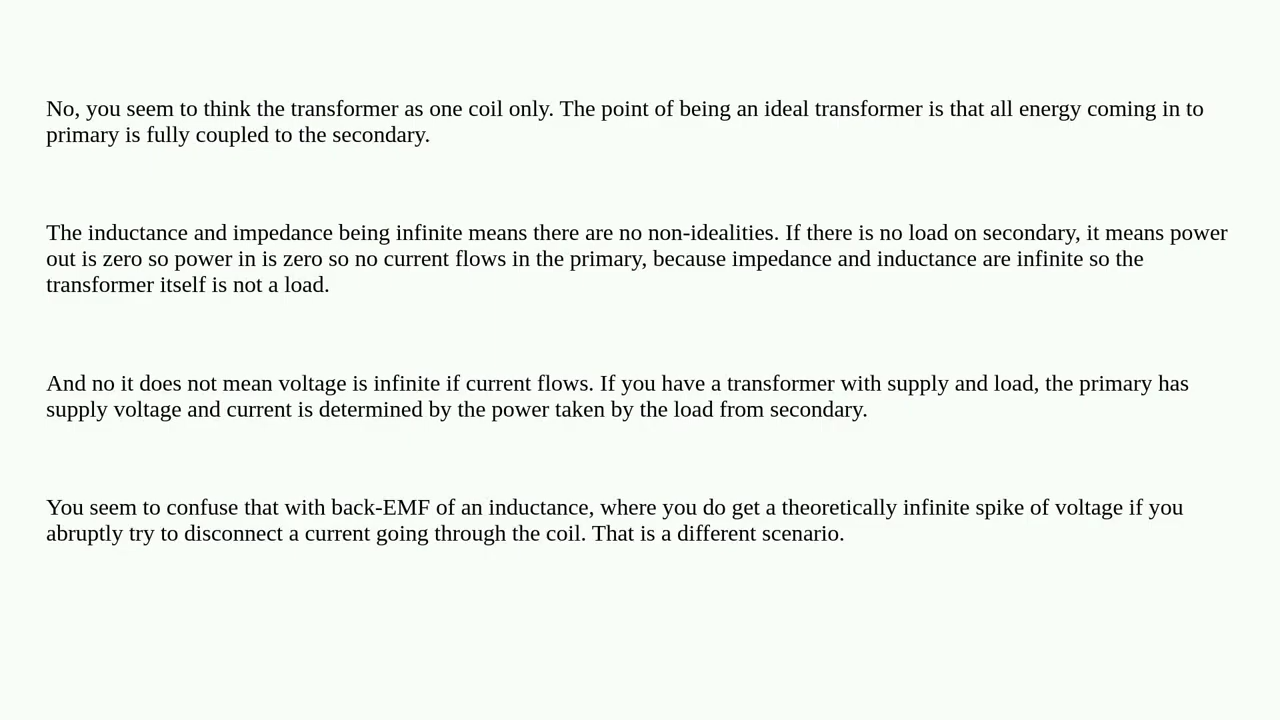 No, you seem to think the transformer as one coil only. The point of being an ideal transformer is that all energy coming in to
primary is fully coupled to the secondary.
The inductance and impedance being infinite means there are no non-idealities. If there is no load on secondary, it means power
out is zero so power in is zero so no current flows in the primary, because impedance and inductance are infinite so the
transformer itself is not a load.
And no it does not mean voltage is infinite if current flows. If you have a transformer with supply and load, the primary has
supply voltage and current is determined by the power taken by the load from secondary.
You seem to confuse that with back-EMF of an inductance, where you do get a theoretically infinite spike of voltage if you
abruptly try to disconnect a current going through the coil. That is a different scenario.